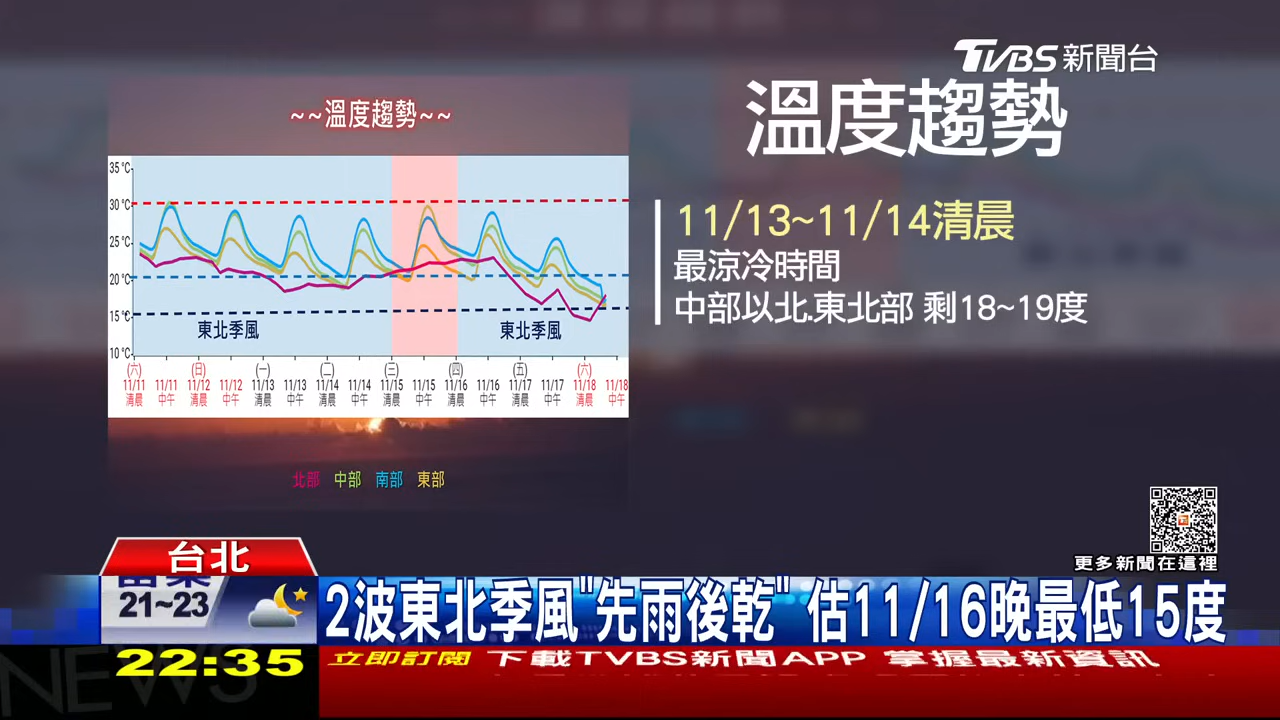 TVBS新聞台
溫度趨勢
~~溫度趨勢~~
11/13~11/14清晨
最涼冷時間
中部以北.東北部 剩18~19度
35℃
30℃
25℃
20℃
15℃
10℃
東北季風 東北季風
(六) (日) (一) (二) (三) (四) (五) (六)
11/11 11/11 11/12 11/12 11/13 11/13 11/14 11/14 11/15 11/15 11/16 11/16 11/17 11/17 11/18 11/18
清晨 中午 清晨 中午 清晨 中午 清晨 中午 清晨 中午 清晨 中午 清晨 中午 清晨 中午
北部 中部 南部 東部
更多新聞在這裡
台北
21~23
2波東北季風"先雨後乾" 估11/16晚最低15度
22:35
立即訂閱 下載TVBS新聞APP 掌握最新資訊
NEWS